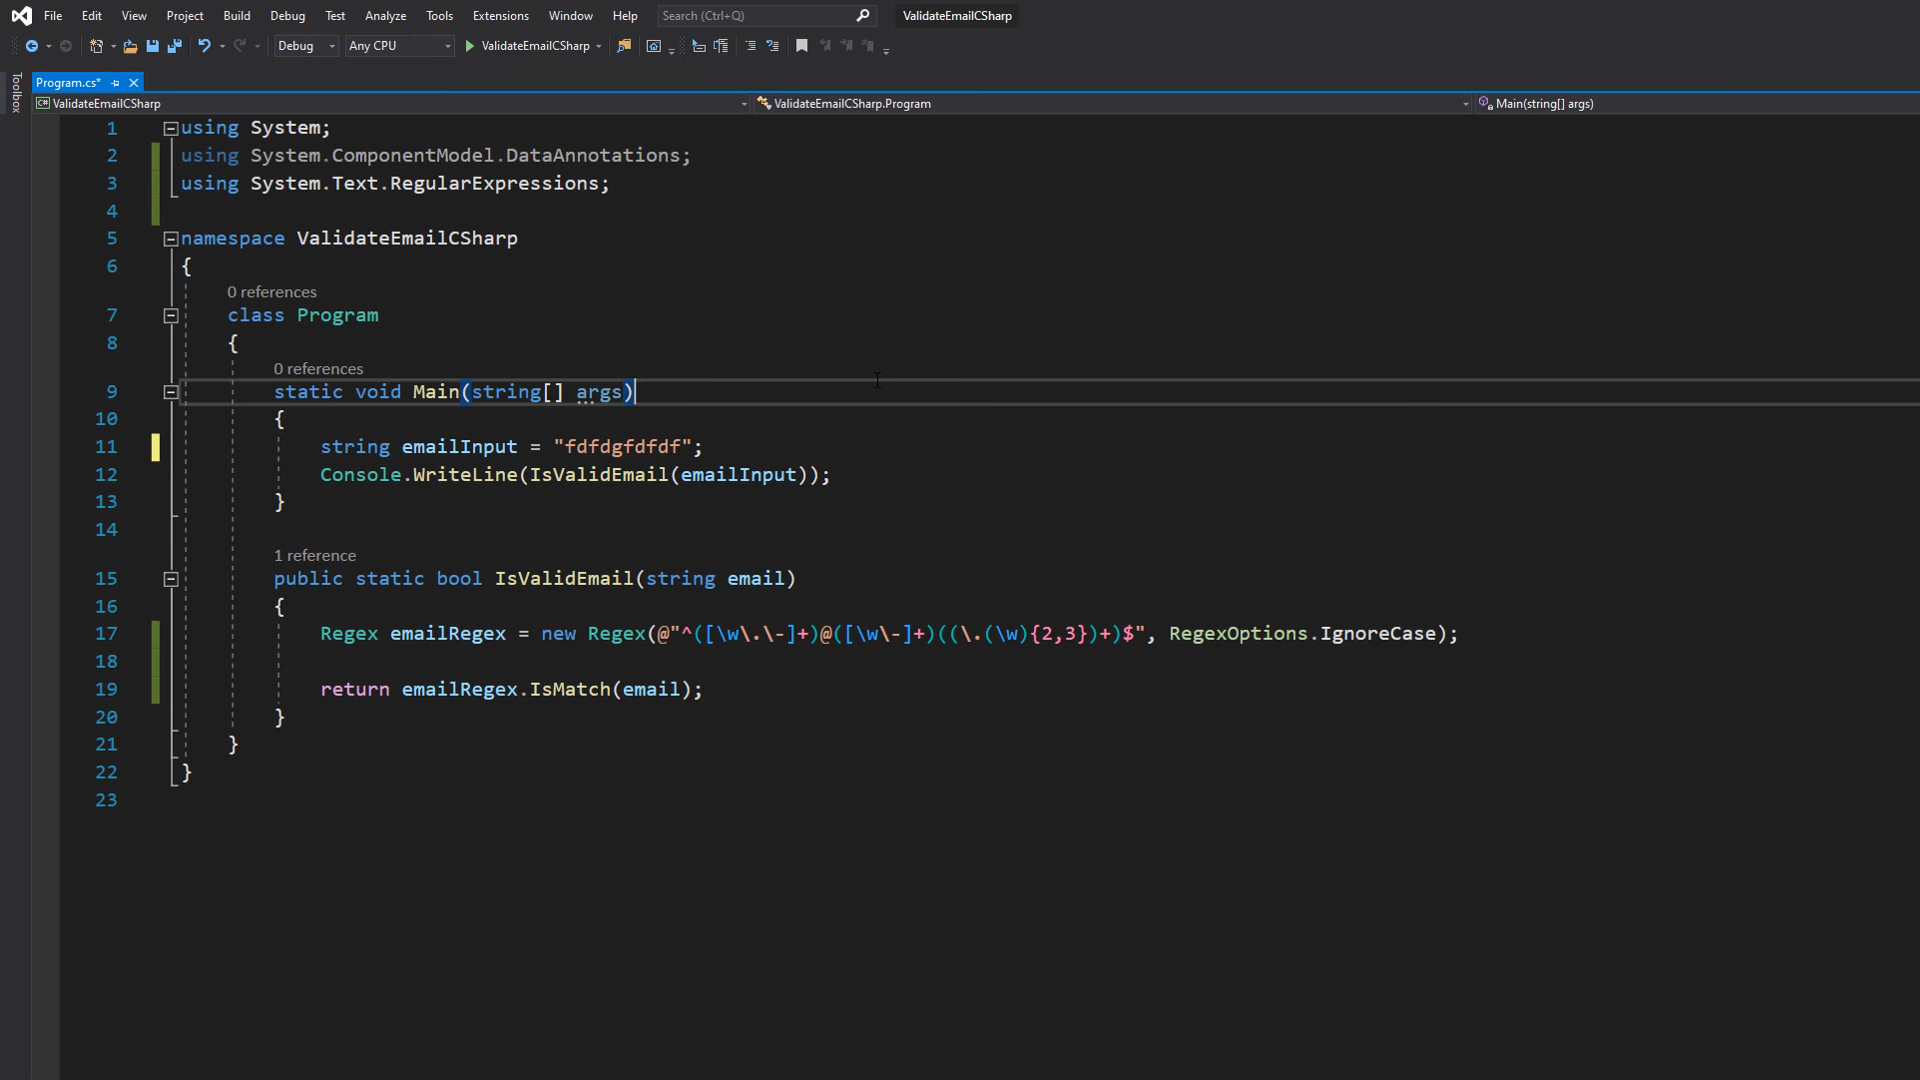 File Edit View Project Build Debug Test Analyze Tools Extensions Window Help Search (Ctrl+Q) ValidateEmailCSharp
Debug Any CPU ValidateEmailCSharp
Toolbox
Program.cs*
C# ValidateEmailCSharp ValidateEmailCSharp.Program Main(string[] args)
1 using System;
2 using System.ComponentModel.DataAnnotations;
3 using System.Text.RegularExpressions;
4
5 namespace ValidateEmailCSharp
6 {
0 references
7 class Program
8 {
0 references
9 static void Main(string[] args)
10 {
11 string emailInput = "fdfdgfdfdf";
12 Console.WriteLine(IsValidEmail(emailInput));
13 }
14
1 reference
15 public static bool IsValidEmail(string email)
16 {
17 Regex emailRegex = new Regex(@"^([\w\.\-]+)@([\w\-]+)((\.(\w){2,3})+)$", RegexOptions.IgnoreCase);
18
19 return emailRegex.IsMatch(email);
20 }
21 }
22 }
23